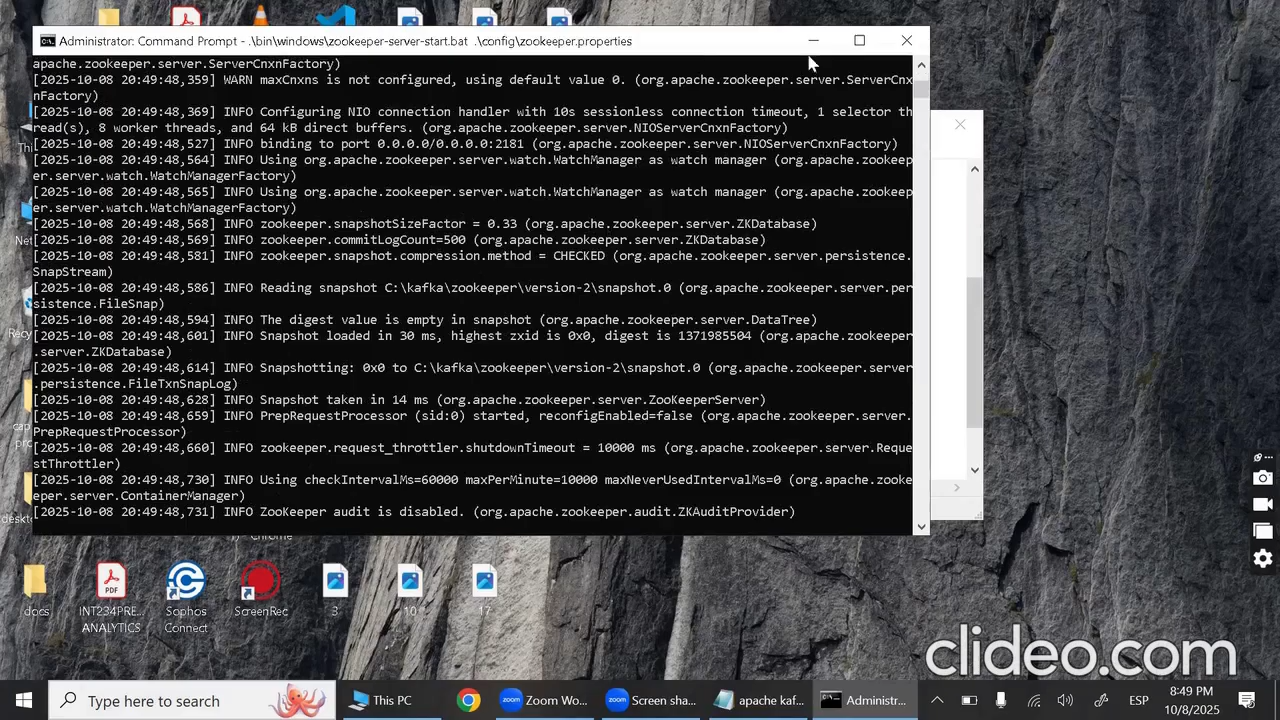 Administrator: Command Prompt - .\bin\windows\zookeeper-server-start.bat .\config\zookeeper.properties
apache.zookeeper.server.ServerCnxnFactory)
[2025-10-08 20:49:48,359] WARN maxCnxns is not configured, using default value 0. (org.apache.zookeeper.server.ServerCnx
nFactory)
[2025-10-08 20:49:48,369] INFO Configuring NIO connection handler with 10s sessionless connection timeout, 1 selector th
read(s), 8 worker threads, and 64 kB direct buffers. (org.apache.zookeeper.server.NIOServerCnxnFactory)
[2025-10-08 20:49:48,527] INFO binding to port 0.0.0.0/0.0.0.0:2181 (org.apache.zookeeper.server.NIOServerCnxnFactory)
[2025-10-08 20:49:48,564] INFO Using org.apache.zookeeper.server.watch.WatchManager as watch manager (org.apache.zookeep
er.server.watch.WatchManagerFactory)
[2025-10-08 20:49:48,565] INFO Using org.apache.zookeeper.server.watch.WatchManager as watch manager (org.apache.zookeep
er.server.watch.WatchManagerFactory)
[2025-10-08 20:49:48,568] INFO zookeeper.snapshotSizeFactor = 0.33 (org.apache.zookeeper.server.ZKDatabase)
[2025-10-08 20:49:48,569] INFO zookeeper.commitLogCount=500 (org.apache.zookeeper.server.ZKDatabase)
[2025-10-08 20:49:48,581] INFO zookeeper.snapshot.compression.method = CHECKED (org.apache.zookeeper.server.persistence.
SnapStream)
[2025-10-08 20:49:48,586] INFO Reading snapshot C:\kafka\zookeeper\version-2\snapshot.0 (org.apache.zookeeper.server.per
sistence.FileSnap)
[2025-10-08 20:49:48,594] INFO The digest value is empty in snapshot (org.apache.zookeeper.server.DataTree)
[2025-10-08 20:49:48,601] INFO Snapshot loaded in 30 ms, highest zxid is 0x0, digest is 1371985504 (org.apache.zookeeper
.server.ZKDatabase)
[2025-10-08 20:49:48,614] INFO Snapshotting: 0x0 to C:\kafka\zookeeper\version-2\snapshot.0 (org.apache.zookeeper.server
.persistence.FileTxnSnapLog)
[2025-10-08 20:49:48,628] INFO Snapshot taken in 14 ms (org.apache.zookeeper.server.ZooKeeperServer)
[2025-10-08 20:49:48,659] INFO PrepRequestProcessor (sid:0) started, reconfigEnabled=false (org.apache.zookeeper.server.
PrepRequestProcessor)
[2025-10-08 20:49:48,660] INFO zookeeper.request_throttler.shutdownTimeout = 10000 ms (org.apache.zookeeper.server.Reque
stThrottler)
[2025-10-08 20:49:48,730] INFO Using checkIntervalMs=60000 maxPerMinute=10000 maxNeverUsedIntervalMs=0 (org.apache.zooke
eper.server.ContainerManager)
[2025-10-08 20:49:48,731] INFO ZooKeeper audit is disabled. (org.apache.zookeeper.audit.ZKAuditProvider)
Chrome
docs
INT234PRE...
ANALYTICS
Sophos
Connect
ScreenRec
3
10
17
clideo.com
Type here to search
This PC
Zoom Wo...
Screen sha...
apache kaf...
Administr...
ESP
8:49 PM
10/8/2025